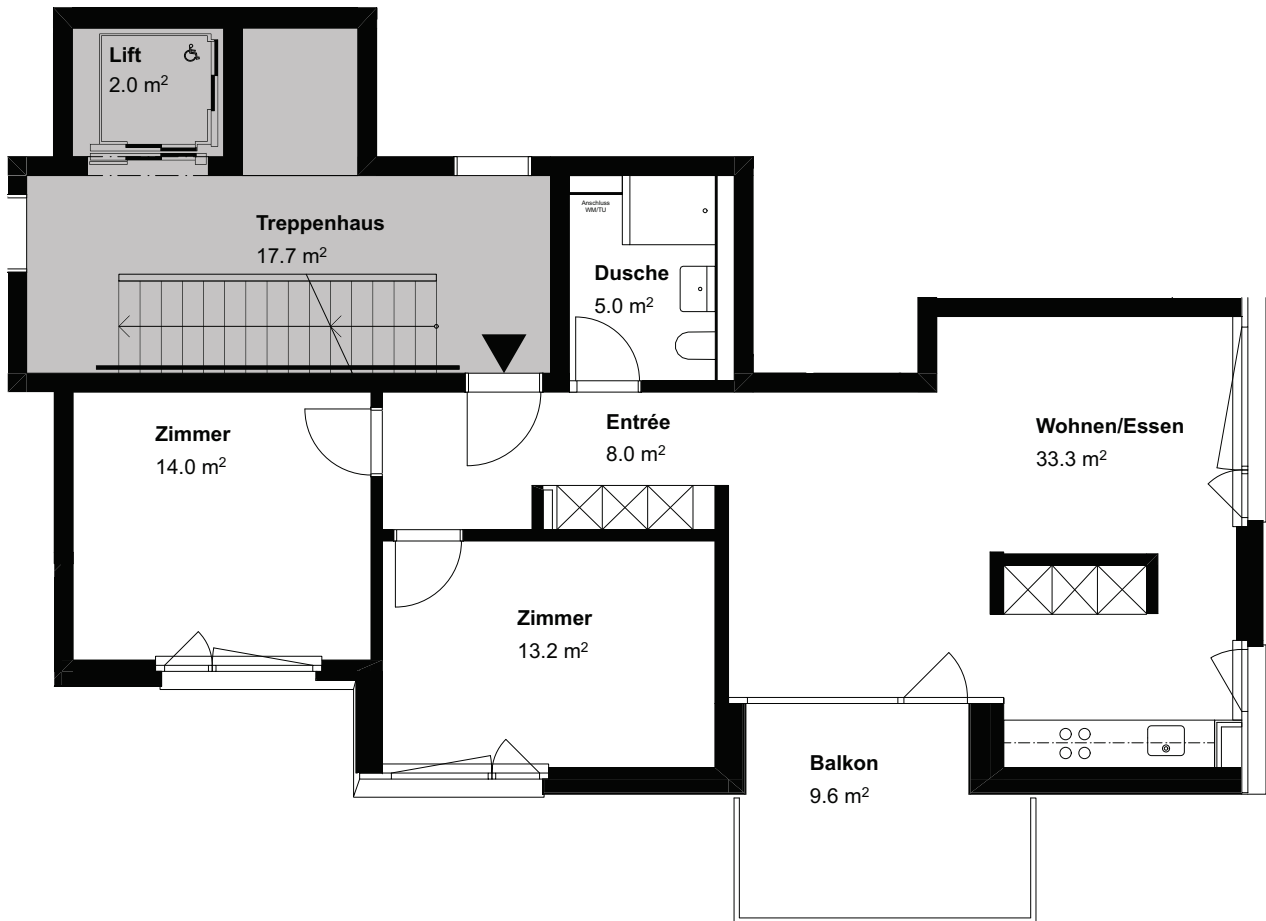 Lift
2.0 m²
Treppenhaus
17.7 m²
Anschluss
WM/TU
Dusche
5.0 m²
Zimmer
14.0 m²
Entrée
8.0 m²
Wohnen/Essen
33.3 m²
Zimmer
13.2 m²
Balkon
9.6 m²